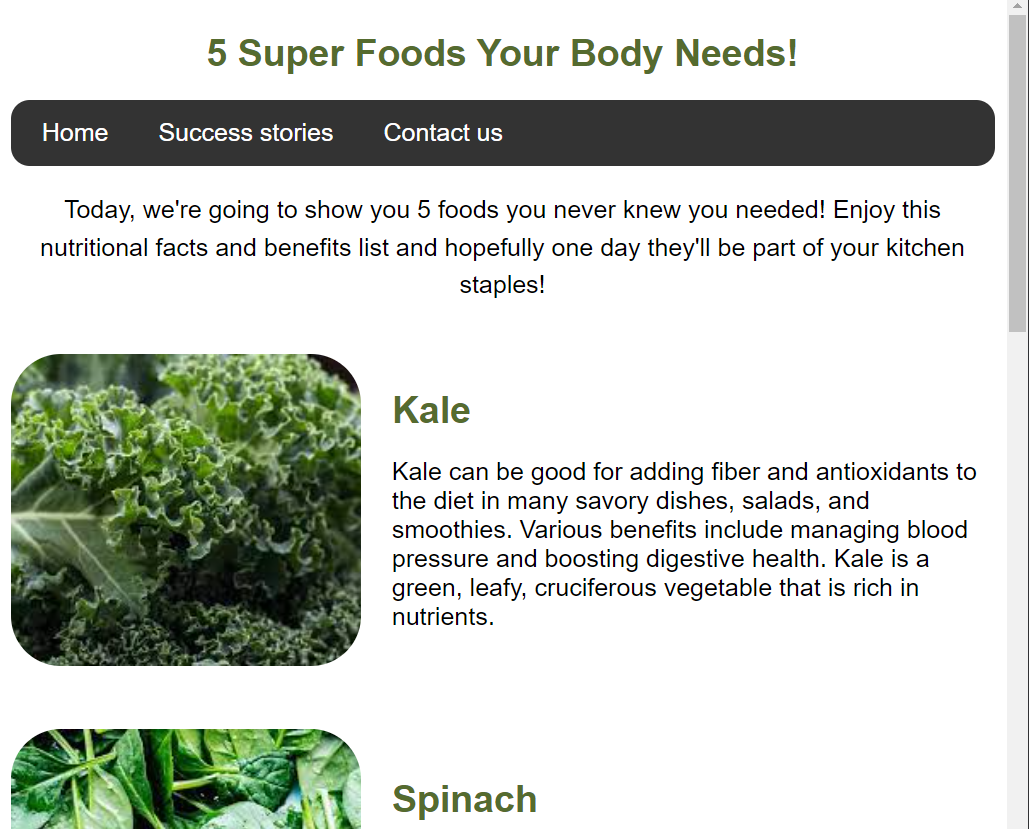 5 Super Foods Your Body Needs!
Home Success stories Contact us
Today, we're going to show you 5 foods you never knew you needed! Enjoy this
nutritional facts and benefits list and hopefully one day they'll be part of your kitchen
staples!
Kale
Kale can be good for adding fiber and antioxidants to
the diet in many savory dishes, salads, and
smoothies. Various benefits include managing blood
pressure and boosting digestive health. Kale is a
green, leafy, cruciferous vegetable that is rich in
nutrients.
Spinach